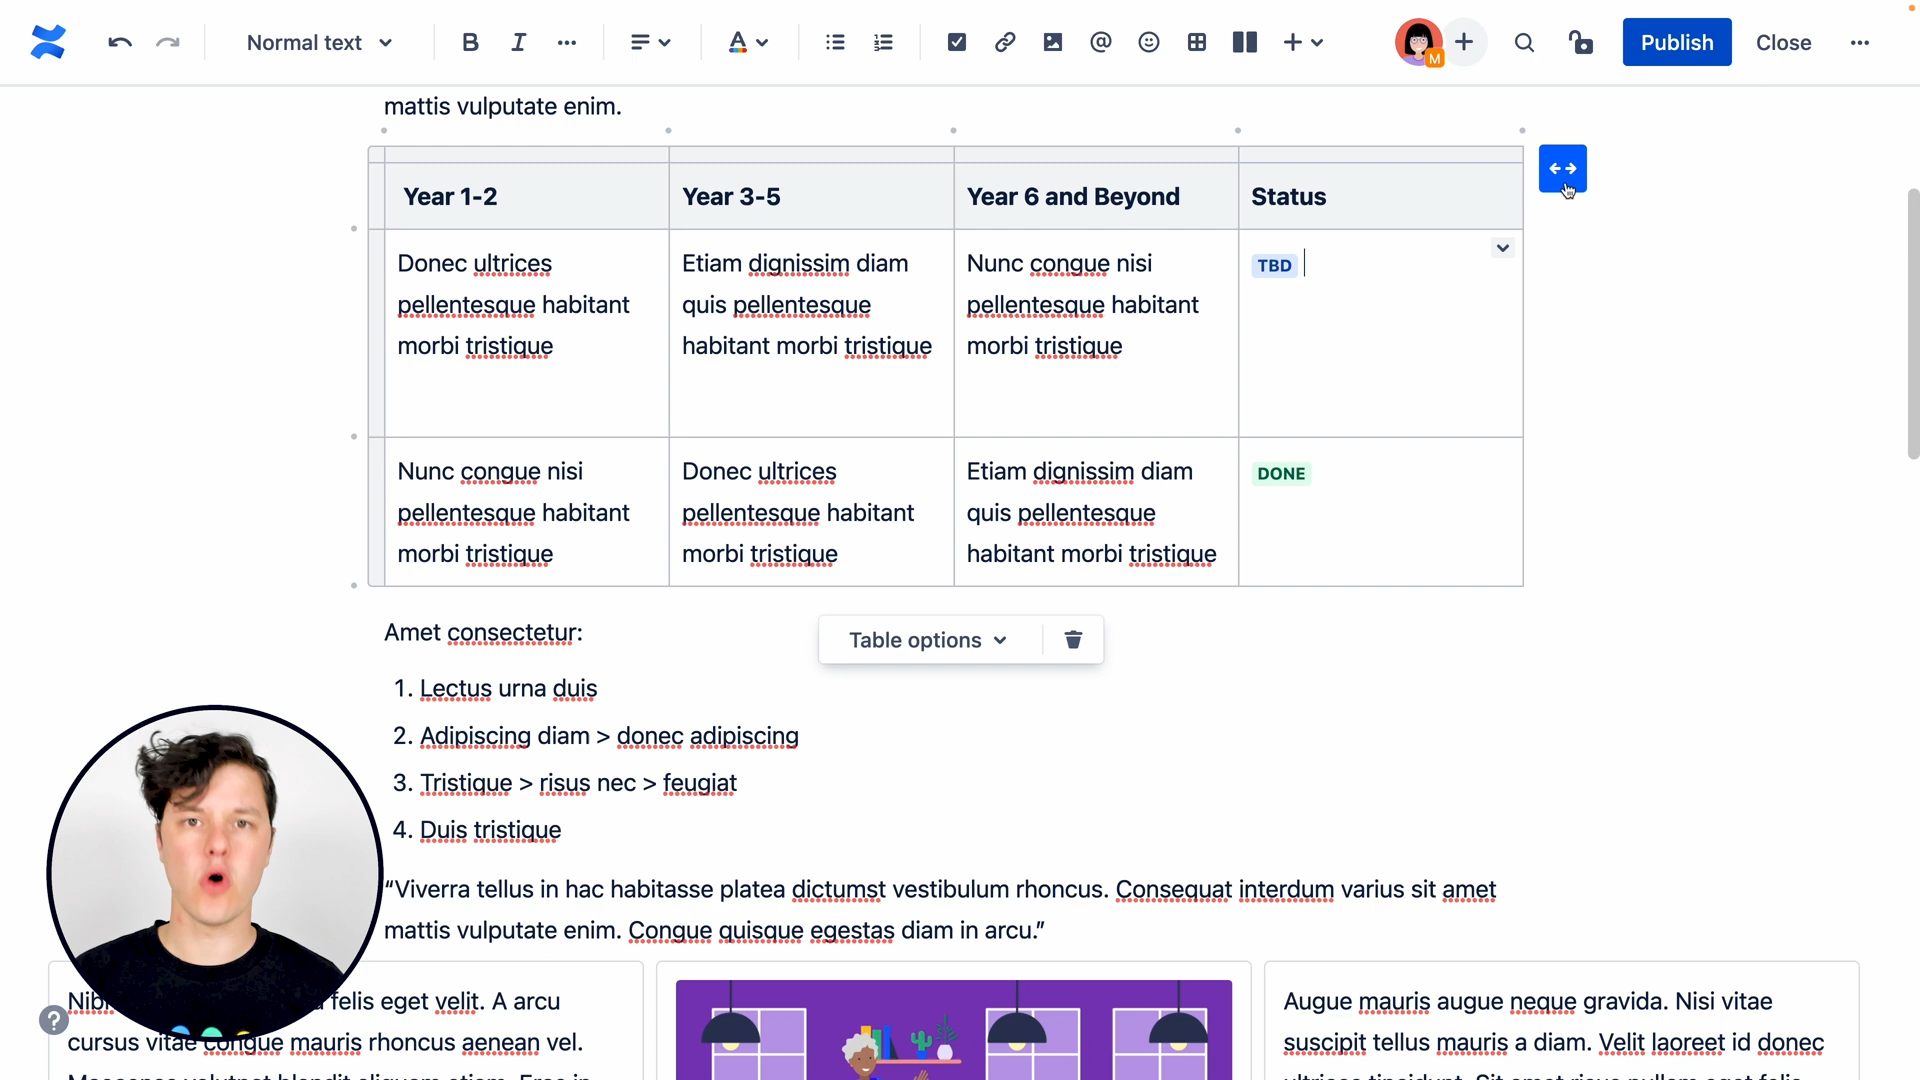 Normal text
M
Publish
Close
mattis vulputate enim.
Year 1-2
Year 3-5
Year 6 and Beyond
Status
Donec ultrices
pellentesque habitant
morbi tristique
Etiam dignissim diam
quis pellentesque
habitant morbi tristique
Nunc congue nisi
pellentesque habitant
morbi tristique
TBD
Nunc congue nisi
pellentesque habitant
morbi tristique
Donec ultrices
pellentesque habitant
morbi tristique
Etiam dignissim diam
quis pellentesque
habitant morbi tristique
DONE
Amet consectetur:
Table options
1. Lectus urna duis
2. Adipiscing diam > donec adipiscing
3. Tristique > risus nec > feugiat
4. Duis tristique
“Viverra tellus in hac habitasse platea dictumst vestibulum rhoncus. Consequat interdum varius sit amet
mattis vulputate enim. Congue quisque egestas diam in arcu.”
felis eget velit. A arcu
cursus vitae congue mauris rhoncus aenean vel.
Augue mauris augue neque gravida. Nisi vitae
suscipit tellus mauris a diam. Velit laoreet id donec